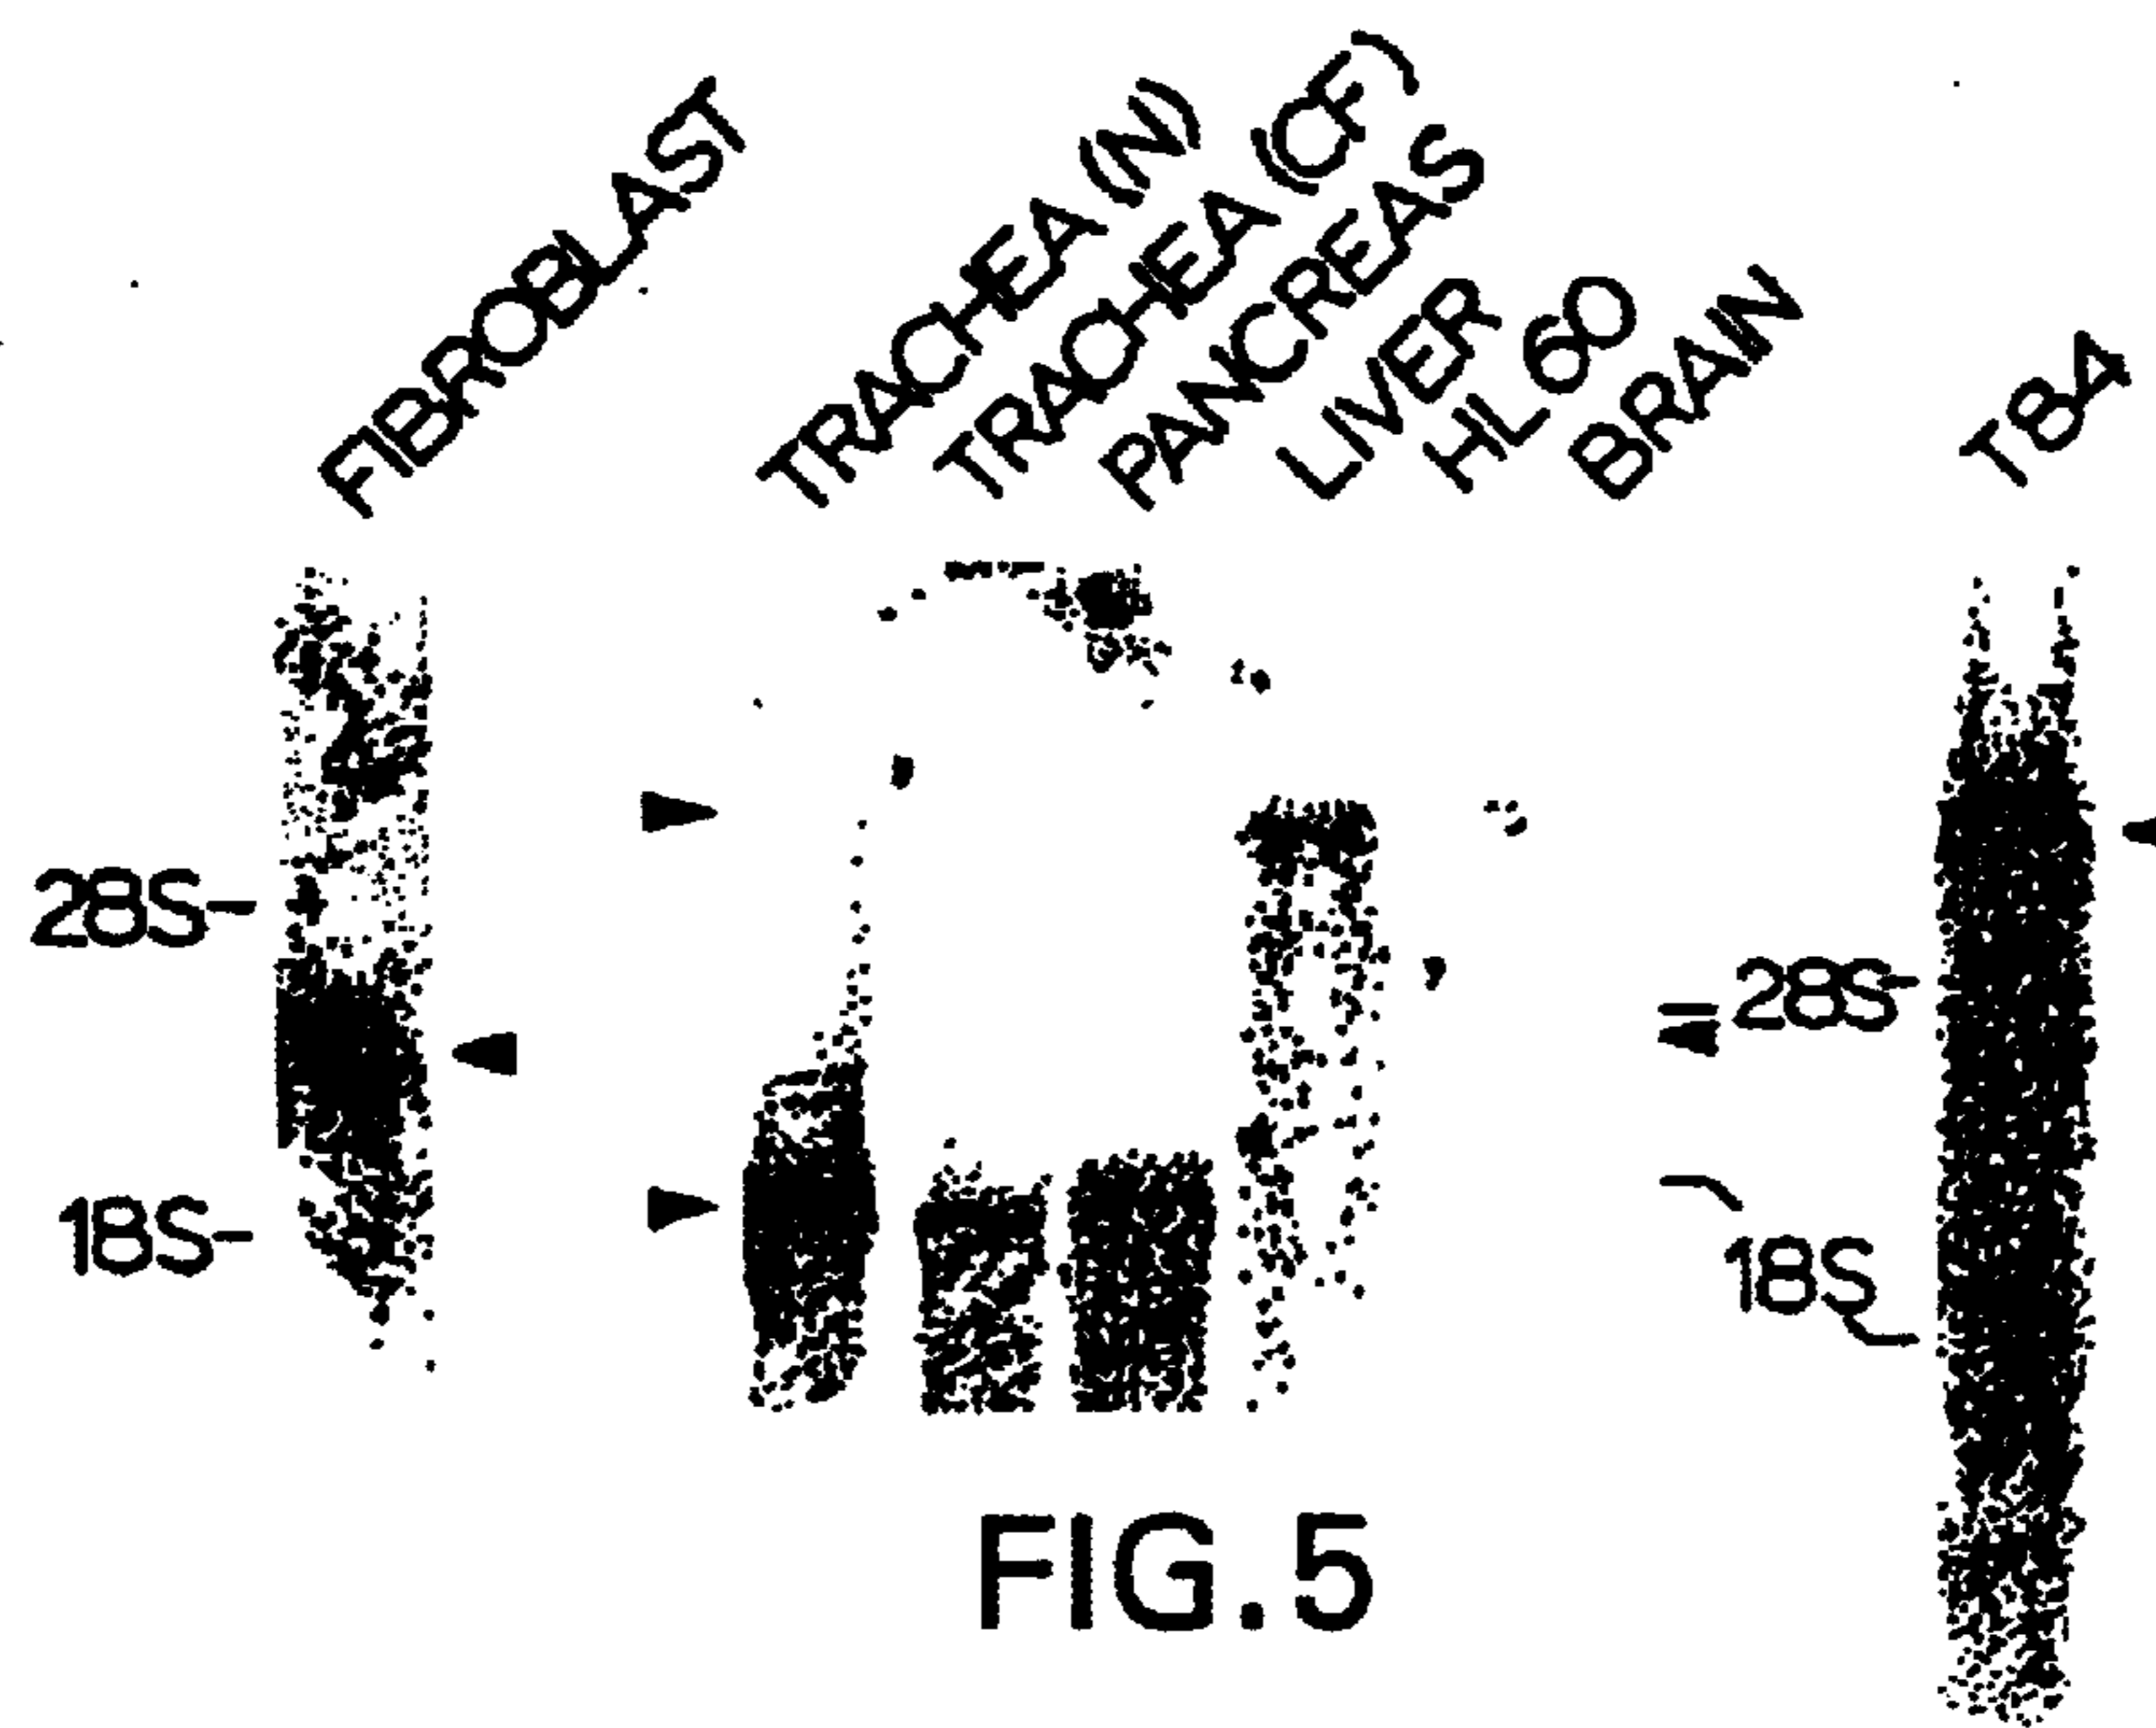 FIBROBLAST
TRACHEA (N)
TRACHEA (CF)
PANCREAS
LIVER
HL60
BRAIN
T84
28S-
18S-
28S-
18S
FIG.5